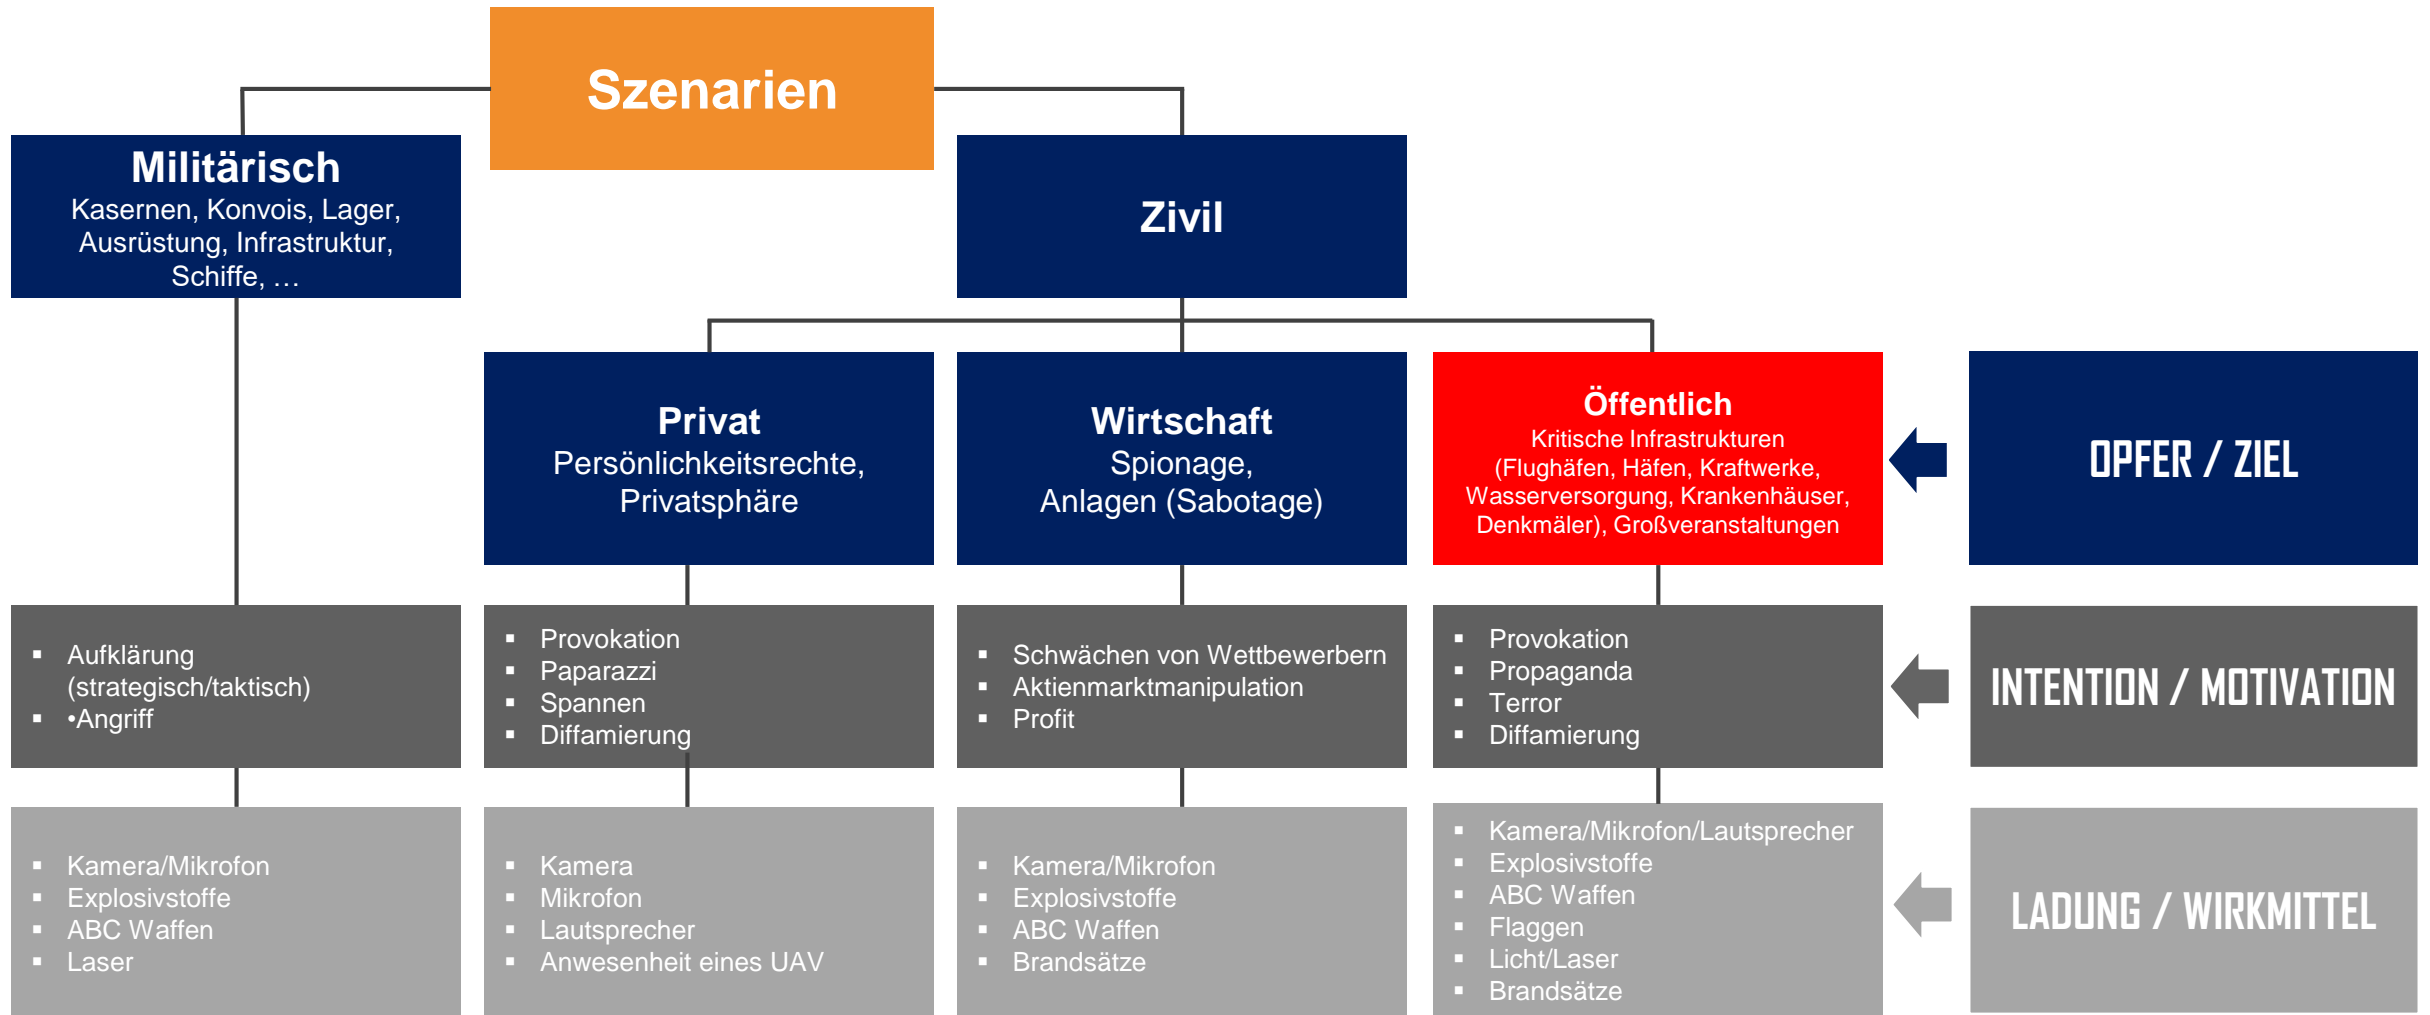 Szenarien
Militärisch
Kasernen, Konvois, Lager,
Ausrüstung, Infrastruktur,
Schiffe, …
Zivil
Privat
Persönlichkeitsrechte,
Privatsphäre
Wirtschaft
Spionage,
Anlagen (Sabotage)
Öffentlich
Kritische Infrastrukturen
(Flughäfen, Häfen, Kraftwerke,
Wasserversorgung, Krankenhäuser,
Denkmäler), Großveranstaltungen
OPFER / ZIEL
▪ Aufklärung
(strategisch/taktisch)
▪ •Angriff
▪ Provokation
▪ Paparazzi
▪ Spannen
▪ Diffamierung
▪ Schwächen von Wettbewerbern
▪ Aktienmarktmanipulation
▪ Profit
▪ Provokation
▪ Propaganda
▪ Terror
▪ Diffamierung
INTENTION / MOTIVATION
▪ Kamera/Mikrofon
▪ Explosivstoffe
▪ ABC Waffen
▪ Laser
▪ Kamera
▪ Mikrofon
▪ Lautsprecher
▪ Anwesenheit eines UAV
▪ Kamera/Mikrofon
▪ Explosivstoffe
▪ ABC Waffen
▪ Brandsätze
▪ Kamera/Mikrofon/Lautsprecher
▪ Explosivstoffe
▪ ABC Waffen
▪ Flaggen
▪ Licht/Laser
▪ Brandsätze
LADUNG / WIRKMITTEL